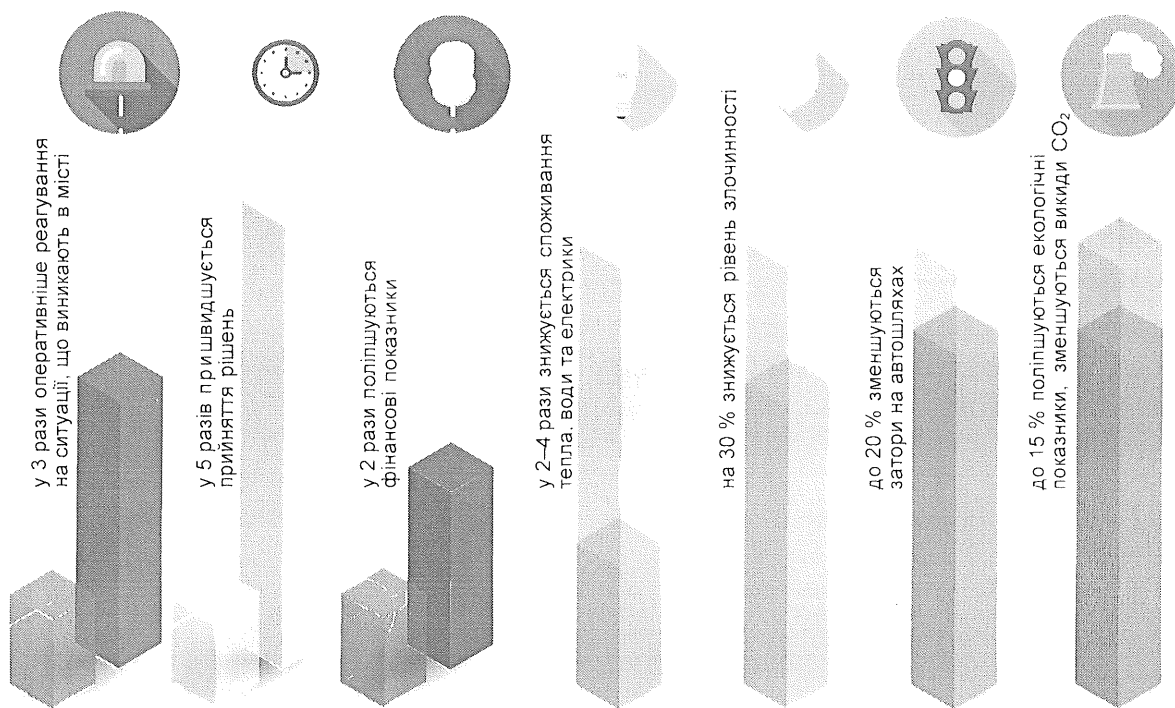 у 3 рази оперативніше реагування
на ситуації, що виникають в місті
у 5 разів пришвидшується
прийняття рішень
у 2 рази поліпшуються
фінансові показники
у 2–4 рази знижується споживання
тепла, води та електрики
на 30 % знижується рівень злочинності
до 20 % зменшуються
затори на автошляхах
до 15 % поліпшуються екологічні
показники, зменшуються викиди CO₂